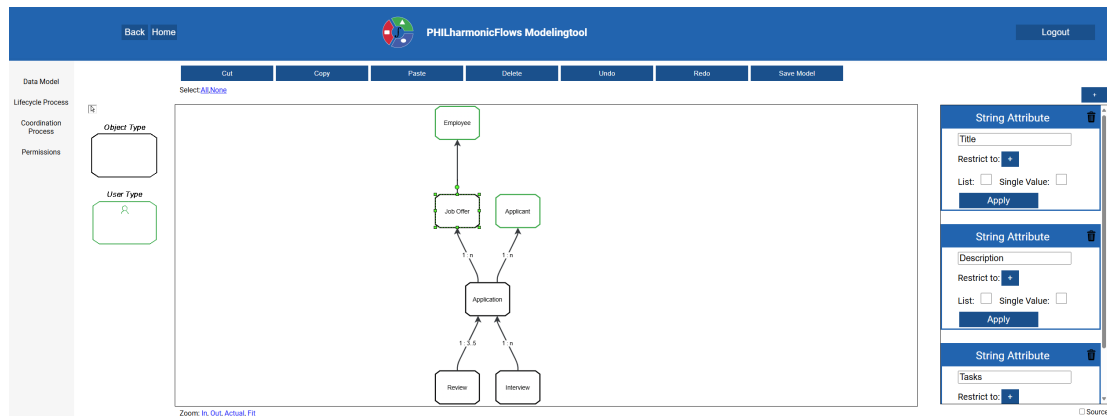 Back Home
PHILharmonicFlows Modelingtool
Logout
Data Model
Lifecycle Process
Coordination
Process
Permissions
Cut Copy Paste Delete Undo Redo Save Model
Select:All,None
+
Object Type
User Type
Employee
Job Offer
Applicant
1 : n
1 : n
Application
1 : 3..5
1 : n
Review
Interview
String Attribute
Title
Restrict to: +
List: Single Value:
Apply
String Attribute
Description
Restrict to: +
List: Single Value:
Apply
String Attribute
Tasks
Restrict to: +
Zoom: In, Out, Actual, Fit
Source